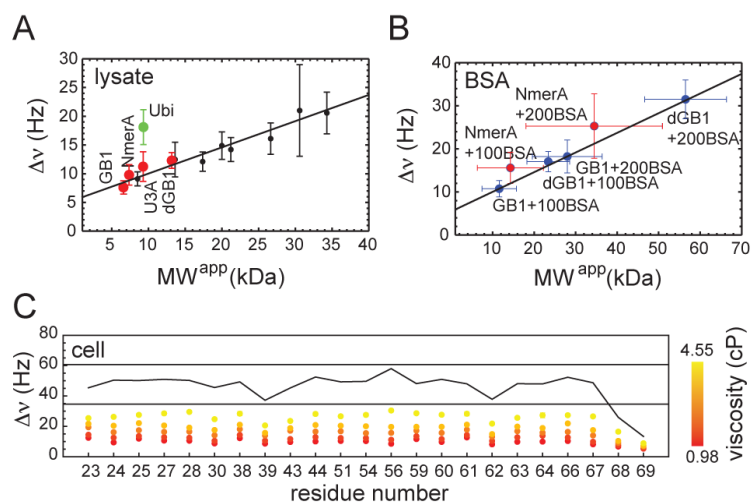 A
lysate
Δν (Hz)
30
25
20
15
10
5
0
GB1
NmerA
Ubi
U3A
dGB1
5 10 15 20 25 30 35 40
MWapp(kDa)
B
BSA
Δν (Hz)
40
30
20
10
0
NmerA
+200BSA
NmerA
+100BSA
dGB1
+200BSA
GB1+200BSA
dGB1+100BSA
GB1+100BSA
10 20 30 40 50 60 70
MWapp(kDa)
C
cell
Δν (Hz)
80
60
40
20
0
23 24 25 27 28 30 38 39 43 44 51 54 56 59 60 61 62 63 64 66 67 68 69
residue number
4.55
0.98
viscosity (cP)